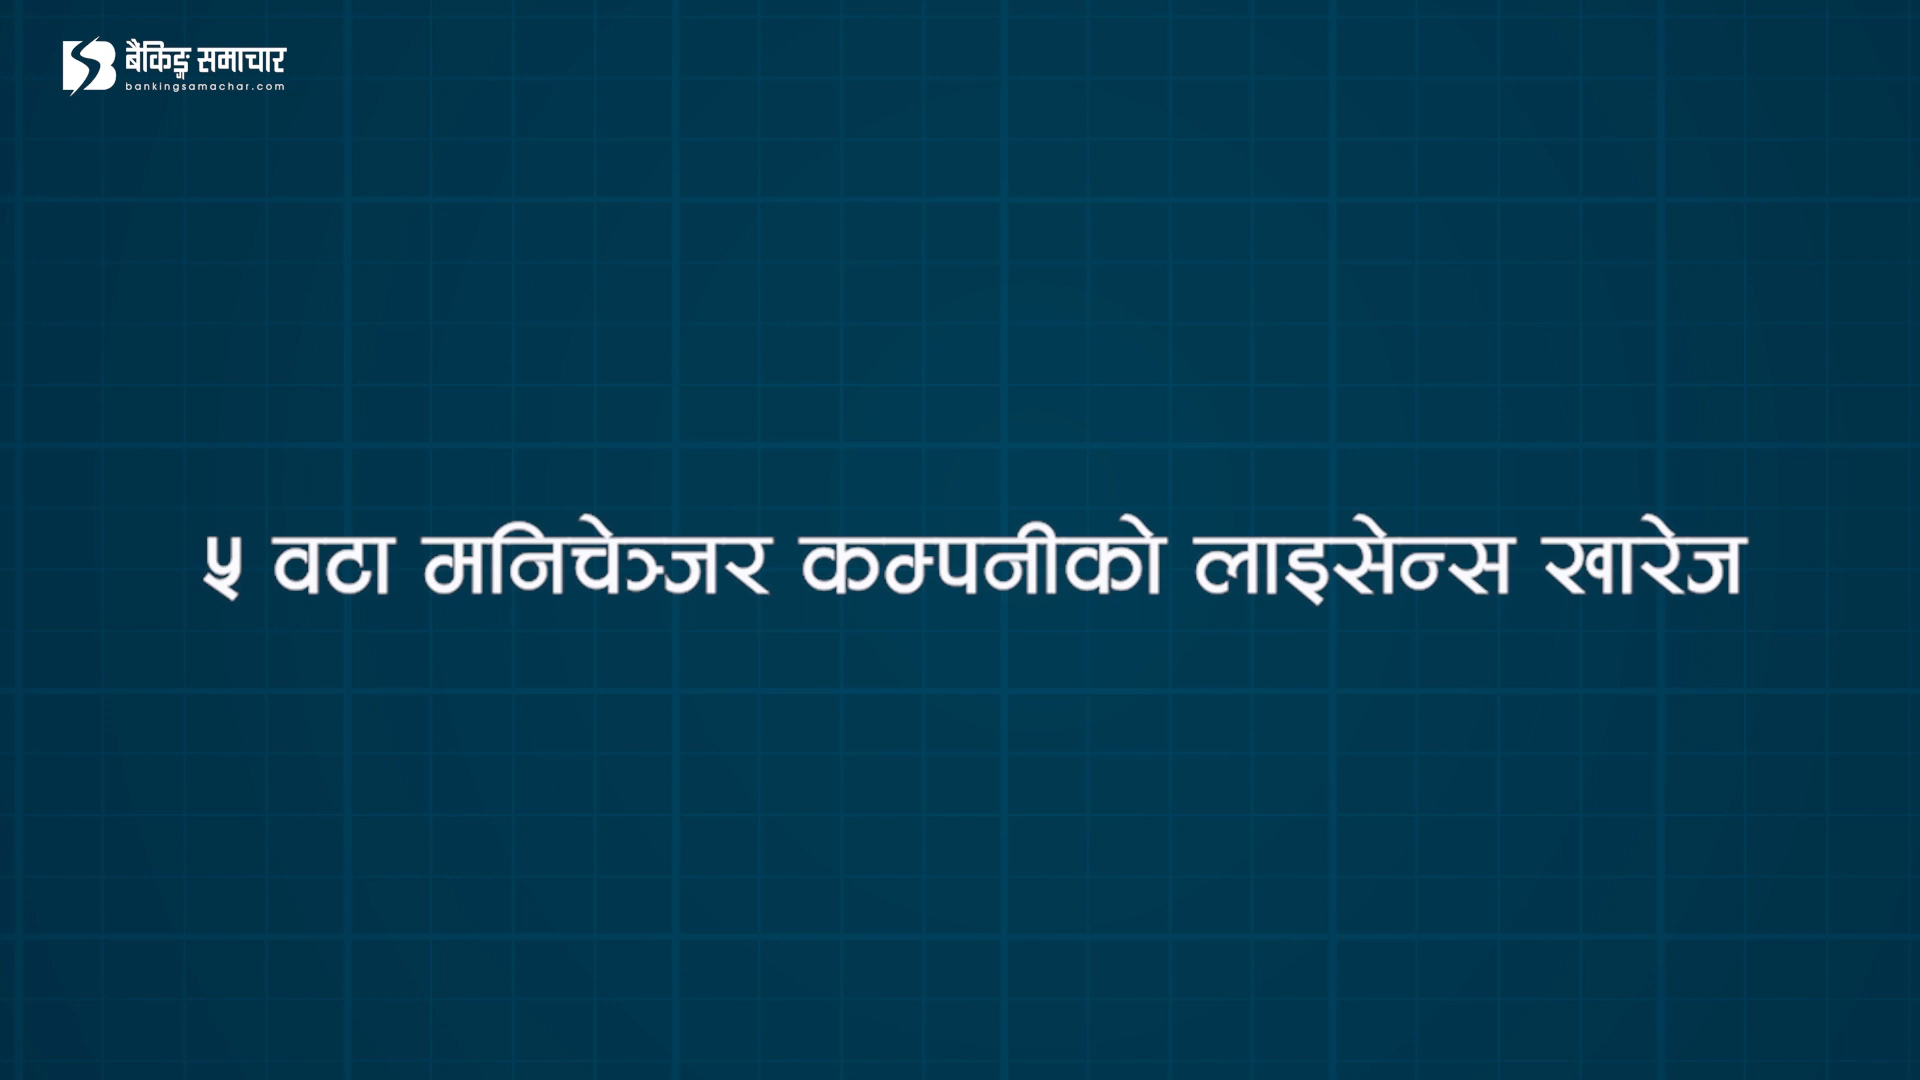 बैंकिङ्ग समाचार
bankingsamachar.com
५ वटा मनिचेञ्जर कम्पनीको लाइसेन्स खारेज